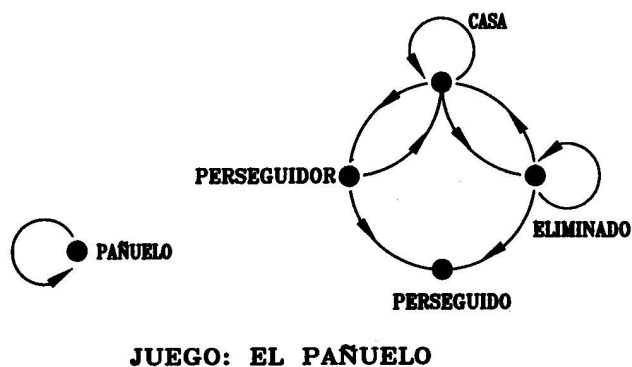 CASA
PERSEGUIDOR
ELIMINADO
PAÑUELO
PERSEGUIDO
JUEGO: EL PAÑUELO